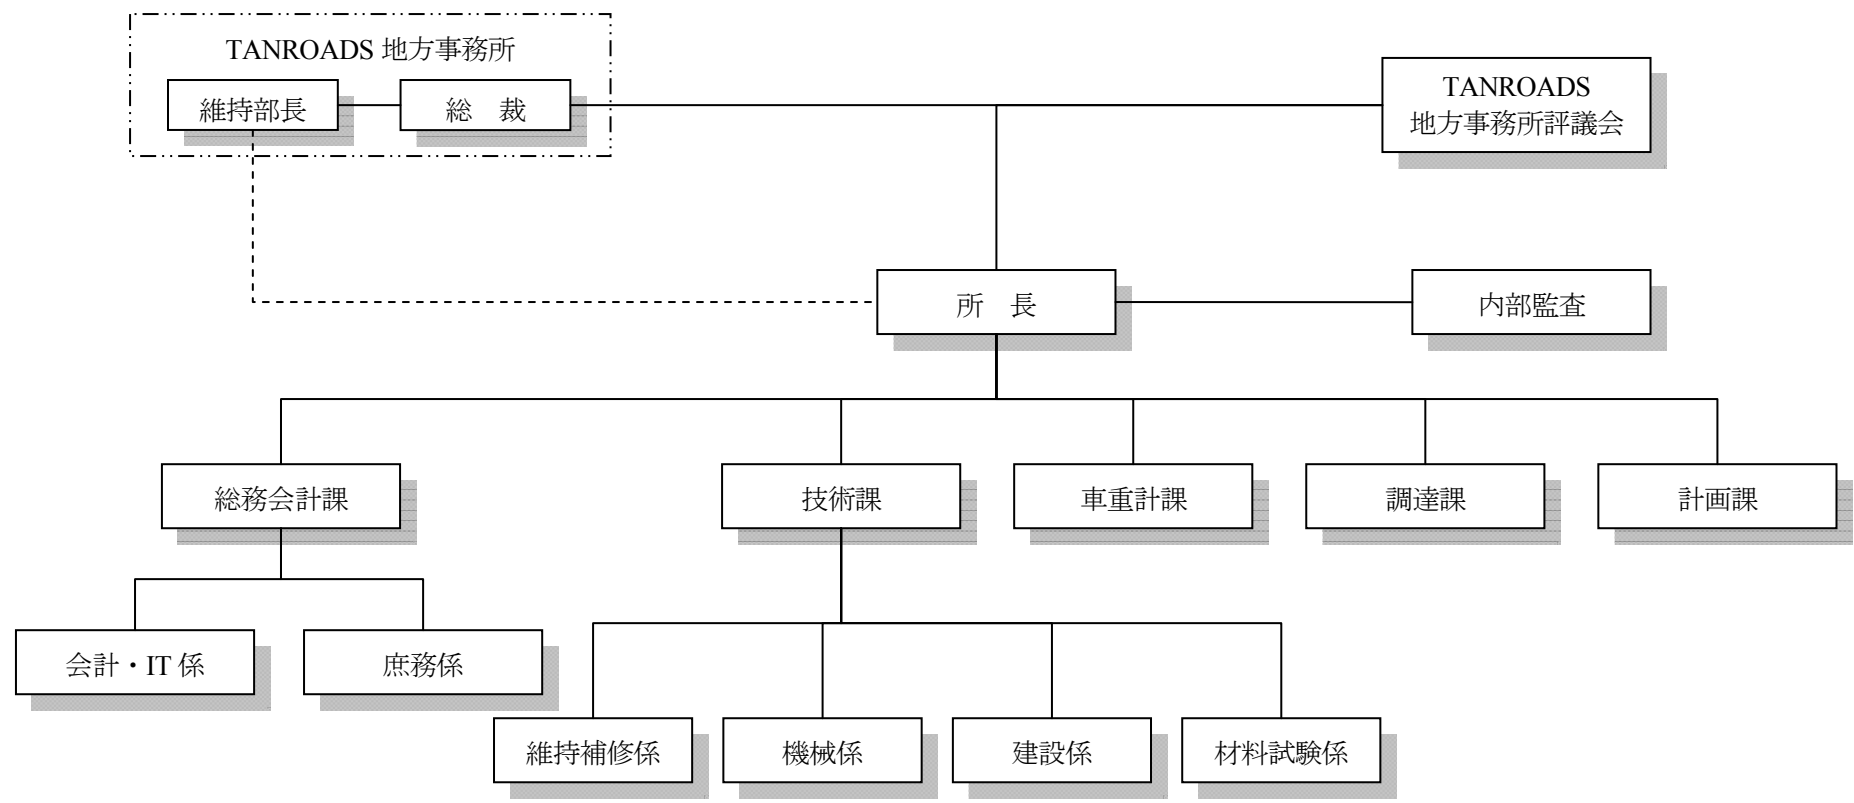 TANROADS 地方事務所
維持部長
総　裁
TANROADS
地方事務所評議会
所　長
内部監査
総務会計課
技術課
車重計課
調達課
計画課
会計・IT 係
庶務係
維持補修係
機械係
建設係
材料試験係